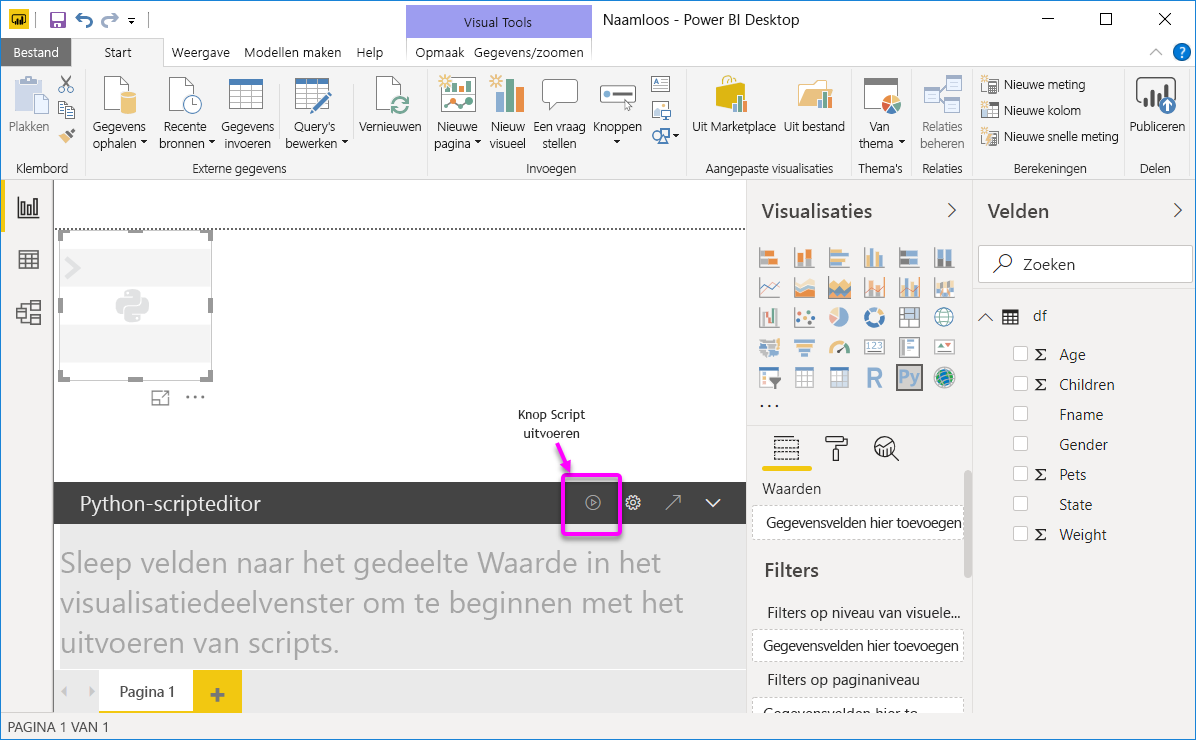 Visual Tools
Naamloos - Power BI Desktop
Bestand Start Weergave Modellen maken Help Opmaak Gegevens/zoomen
?
Plakken
Klembord
Gegevens
ophalen
Recente
bronnen
Gegevens
invoeren
Query's
bewerken
Externe gegevens
Vernieuwen
Nieuwe
pagina
Nieuw
visueel
Een vraag
stellen
Knoppen
Invoegen
Uit Marketplace
Uit bestand
Aangepaste visualisaties
Van
thema
Thema's
Relaties
beheren
Relaties
Nieuwe meting
Nieuwe kolom
Nieuwe snelle meting
Berekeningen
Publiceren
Delen
Knop Script
uitvoeren
Python-scripteditor
Sleep velden naar het gedeelte Waarde in het
visualisatiedeelvenster om te beginnen met het
uitvoeren van scripts.
Pagina 1
PAGINA 1 VAN 1
Visualisaties
123
R
Py
Waarden
Gegevensvelden hier toevoegen
Filters
Filters op niveau van visuele...
Gegevensvelden hier toevoegen
Filters op paginaniveau
Gegevensvelden hier to
Velden
Zoeken
df
Σ Age
Σ Children
Fname
Gender
Σ Pets
State
Σ Weight